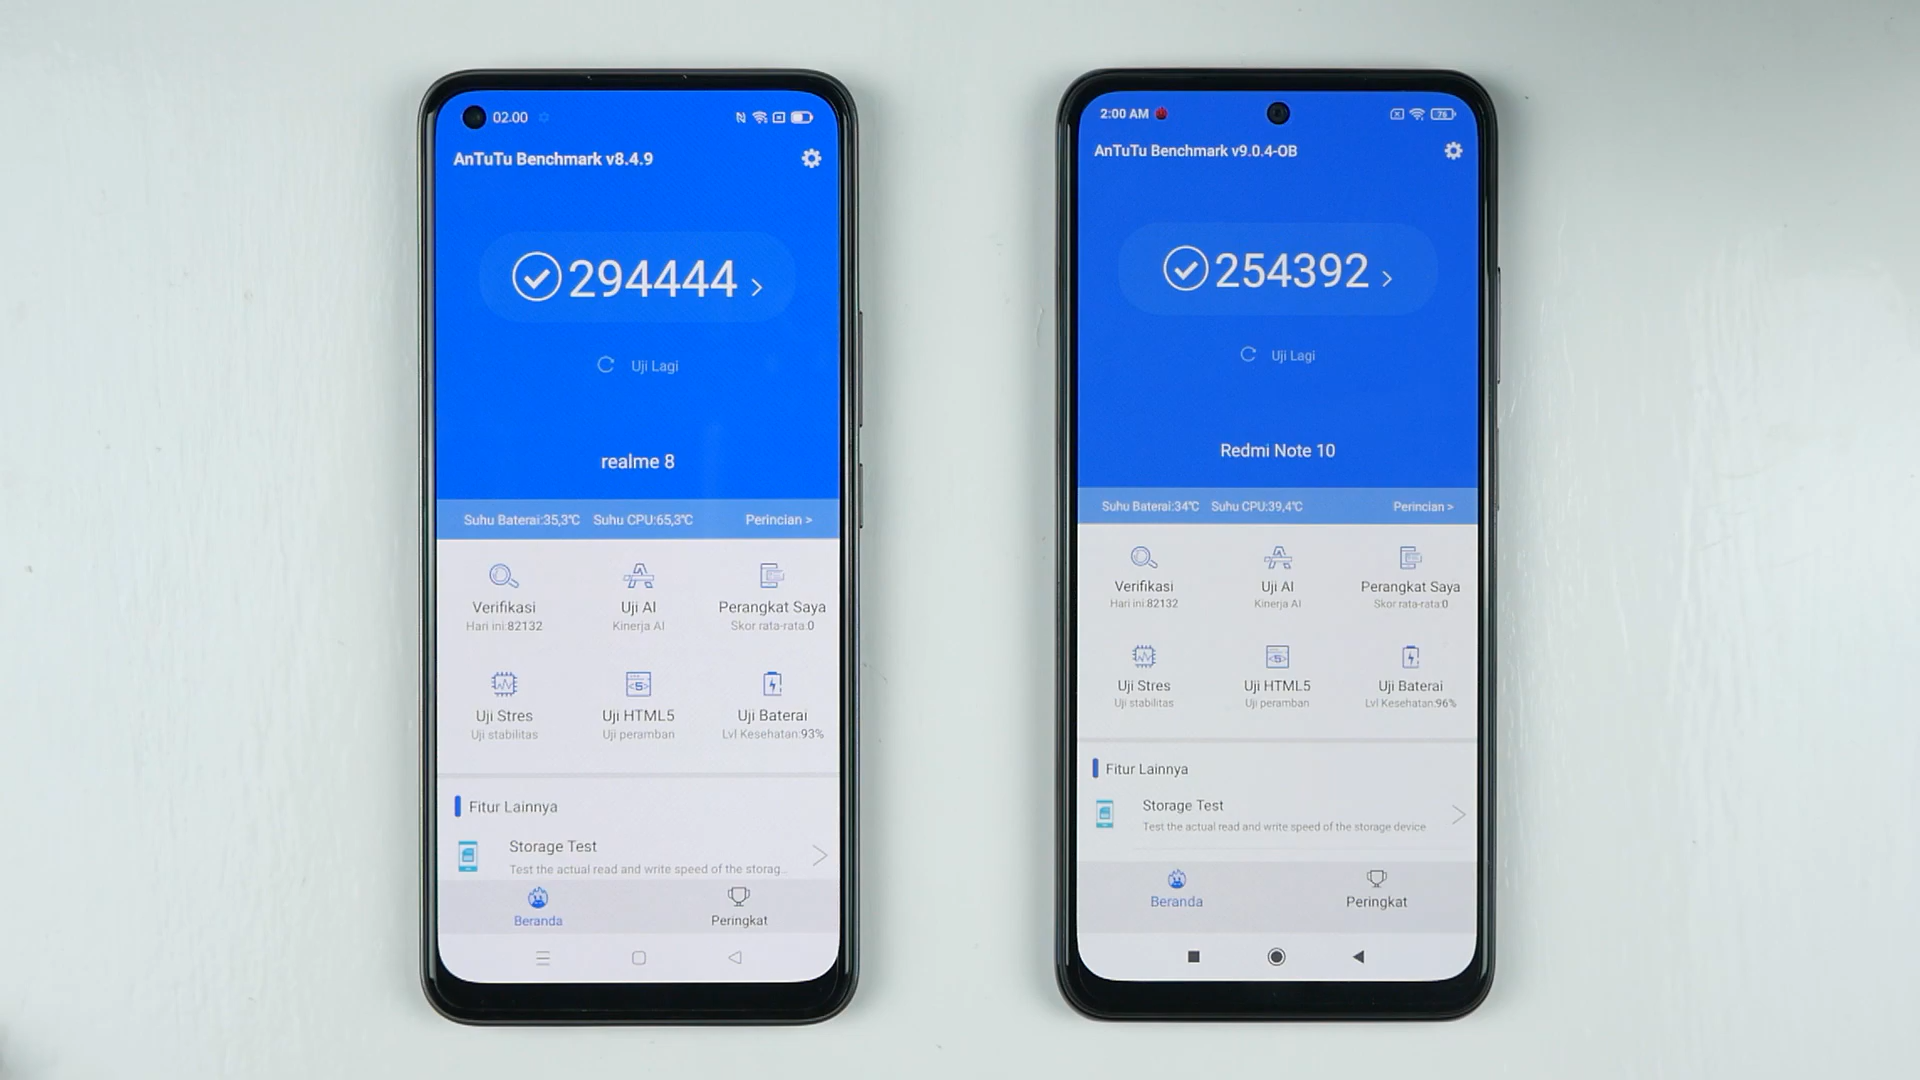 02.00
AnTuTu Benchmark v8.4.9
294444 >
Uji Lagi
realme 8
Suhu Baterai:35,3℃ Suhu CPU:65,3℃ Perincian >
Verifikasi
Hari ini:82132
Uji AI
Kinerja AI
Perangkat Saya
Skor rata-rata:0
Uji Stres
Uji stabilitas
Uji HTML5
Uji peramban
Uji Baterai
Lvl Kesehatan:93%
Fitur Lainnya
Storage Test
Test the actual read and write speed of the storag...
Beranda
Peringkat
2:00 AM 76
AnTuTu Benchmark v9.0.4-OB
254392 >
Uji Lagi
Redmi Note 10
Suhu Baterai:34℃ Suhu CPU:39,4℃ Perincian >
Verifikasi
Hari ini:82132
Uji AI
Kinerja AI
Perangkat Saya
Skor rata-rata:0
Uji Stres
Uji stabilitas
Uji HTML5
Uji peramban
Uji Baterai
Lvl Kesehatan:96%
Fitur Lainnya
Storage Test
Test the actual read and write speed of the storage device
Beranda
Peringkat